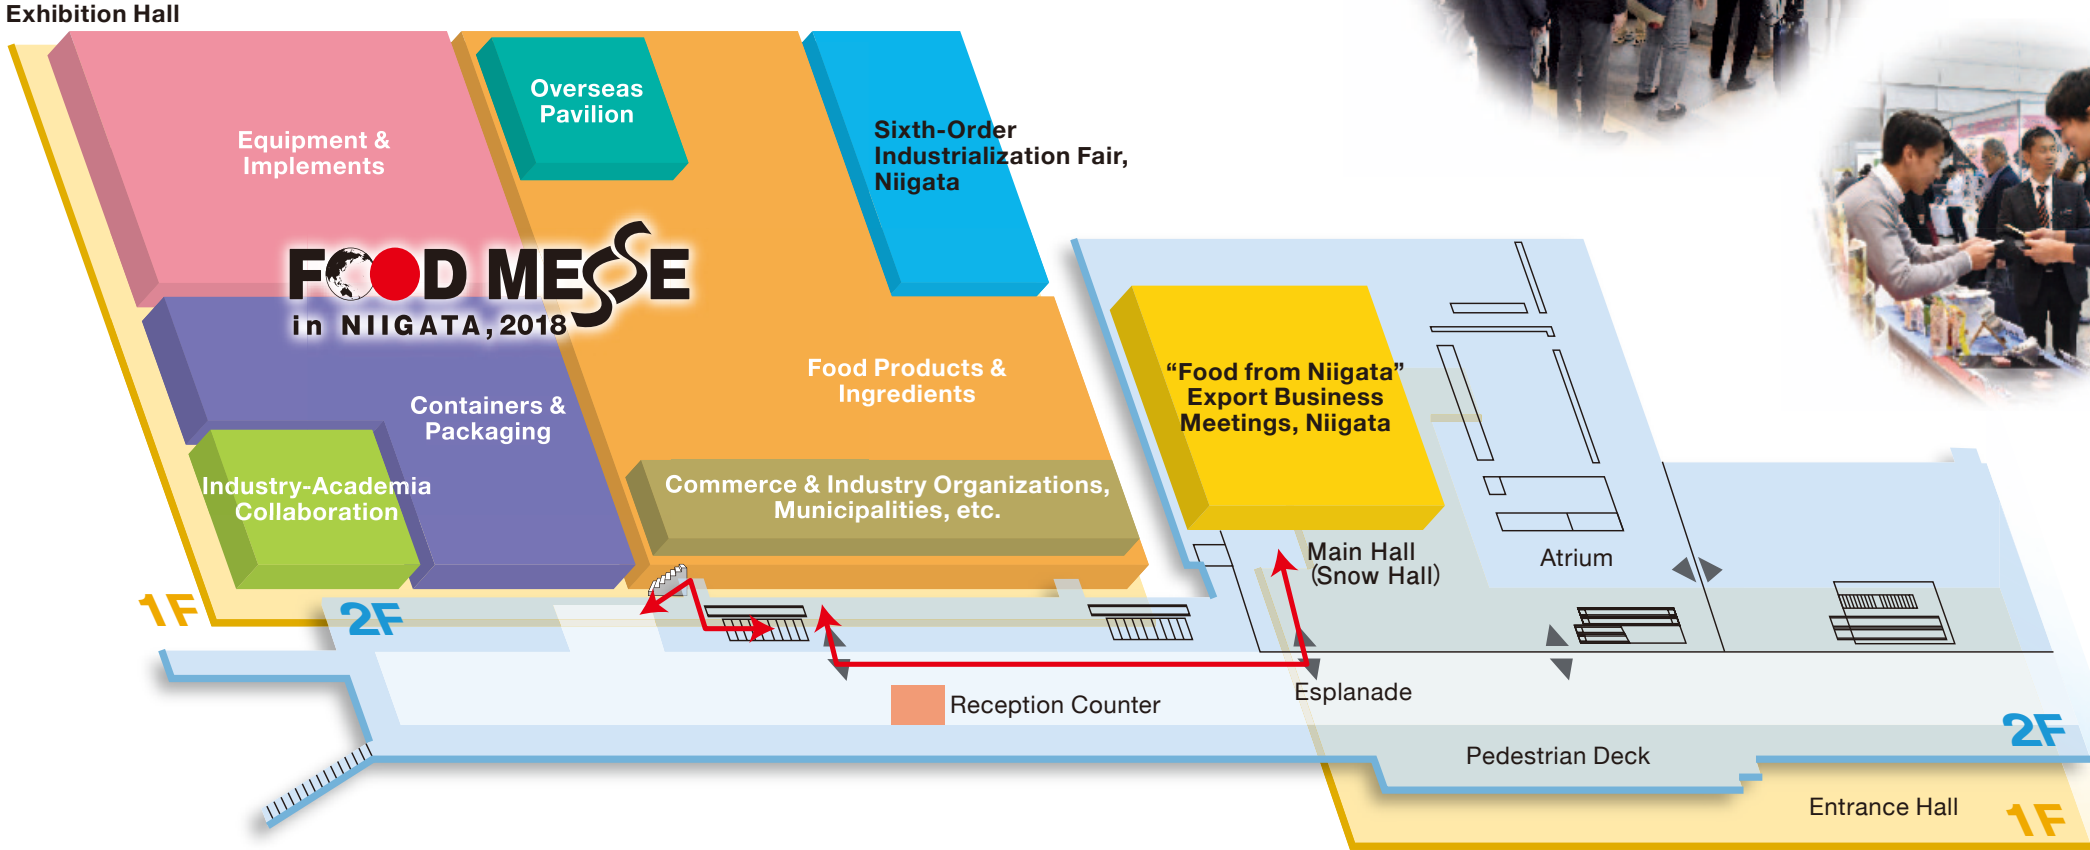 Exhibition Hall
Equipment &
Implements
Overseas
Pavilion
Sixth-Order
Industrialization Fair,
Niigata
FOOD MESSE
in NIIGATA, 2018
Food Products &
Ingredients
Containers &
Packaging
Industry-Academia
Collaboration
Commerce & Industry Organizations,
Municipalities, etc.
“Food from Niigata”
Export Business
Meetings, Niigata
Main Hall
(Snow Hall)
Atrium
1F
2F
Reception Counter
Esplanade
Pedestrian Deck
2F
Entrance Hall
1F